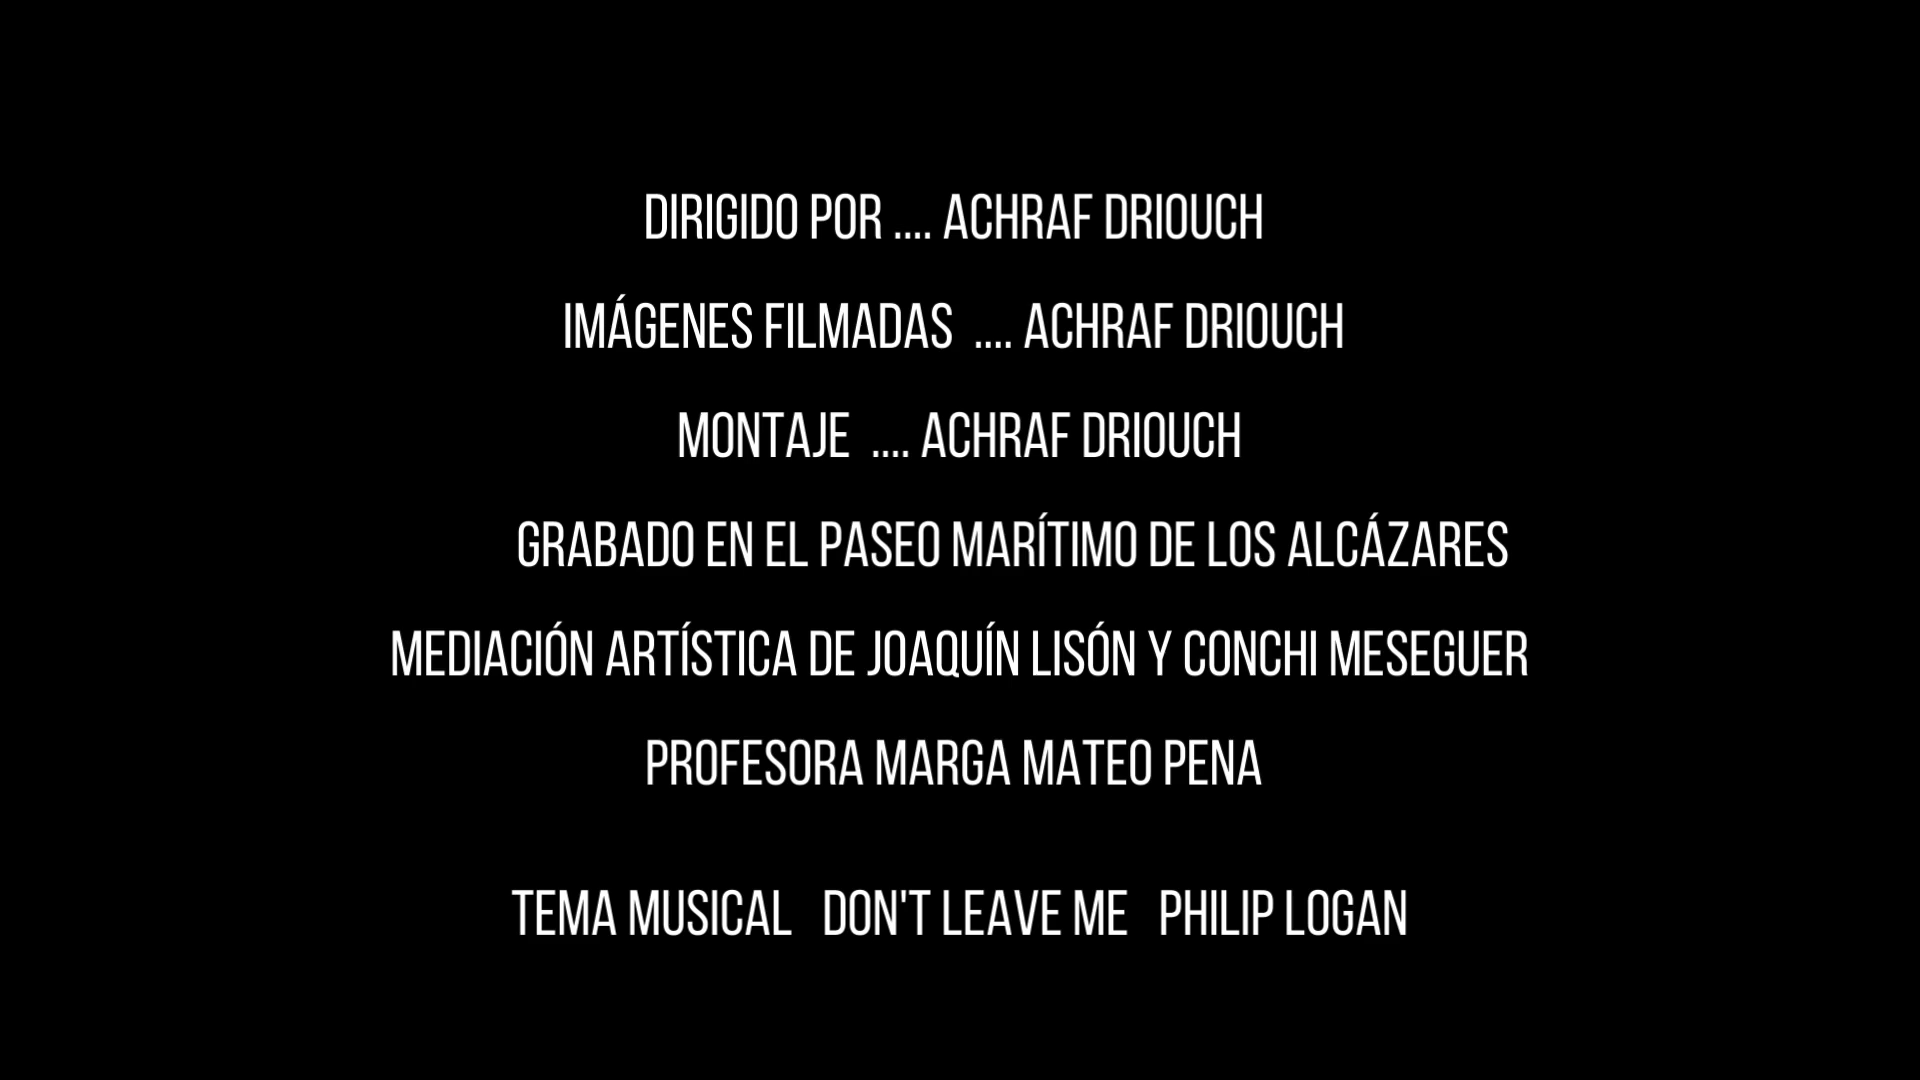 DIRIGIDO POR .... ACHRAF DRIOUCH
IMÁGENES FILMADAS .... ACHRAF DRIOUCH
MONTAJE .... ACHRAF DRIOUCH
GRABADO EN EL PASEO MARÍTIMO DE LOS ALCÁZARES
MEDIACIÓN ARTÍSTICA DE JOAQUÍN LISÓN Y CONCHI MESEGUER
PROFESORA MARGA MATEO PENA
TEMA MUSICAL DON'T LEAVE ME PHILIP LOGAN